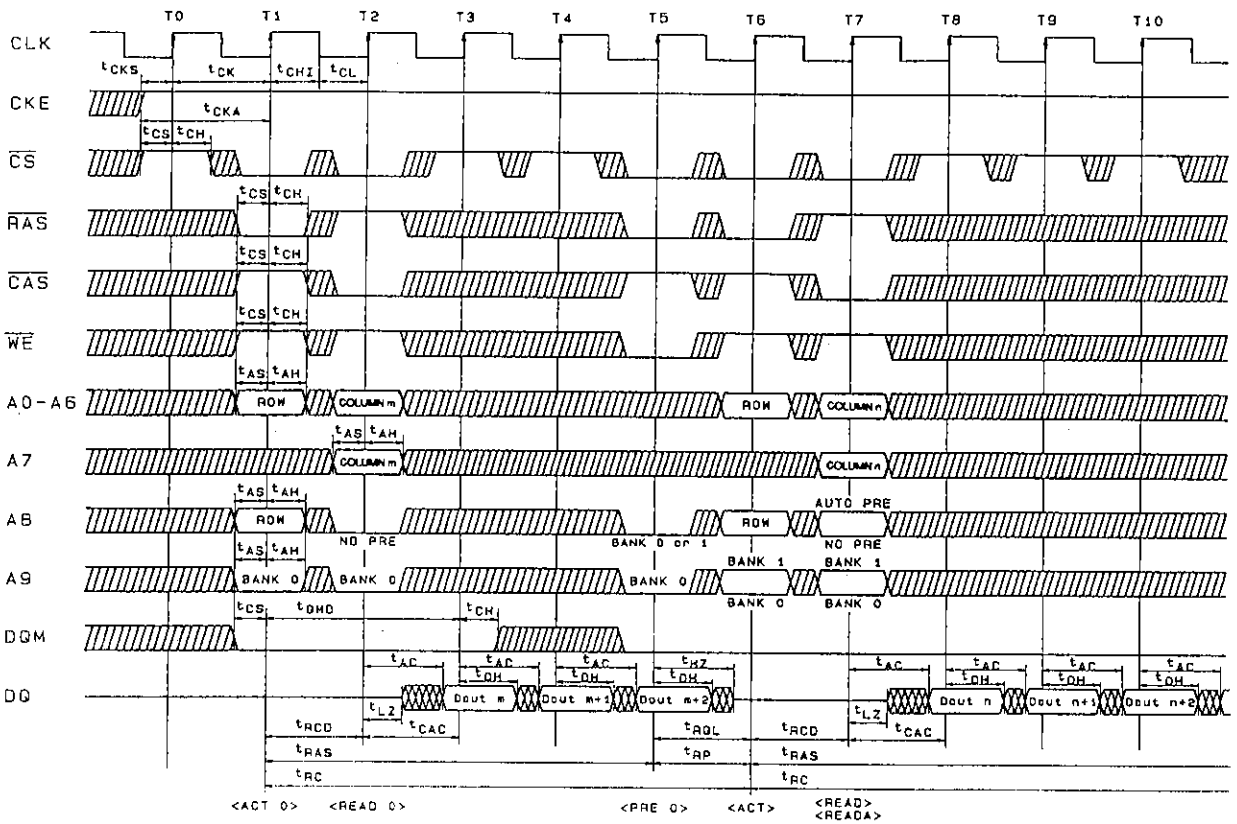 T0 T1 T2 T3 T4 T5 T6 T7 T8 T9 T10
CLK
tCKS tCK tCHI tCL
CKE
tCKA
tCS tCH
CS
tCS tCH
RAS
tCS tCH
CAS
tCS tCH
WE
tAS tAH
A0-A6 ROW COLUMN m ROW COLUMN n
tAS tAH
A7 COLUMN m COLUMN n
tAS tAH AUTO PRE
A8 ROW ROW
NO PRE BANK 0 or 1 NO PRE
tAS tAH BANK 1 BANK 1
A9 BANK 0 BANK 0 BANK 0
BANK 0 BANK 0
tCS tOMD tCH
DQM
tAC tAC tAC tHZ tAC tAC tAC tAC
tOH tOH tOH tOH tOH tOH
DQ Dout m Dout m+1 Dout m+2 Dout n Dout n+1 Dout n+2
tLZ tLZ
tRCD tCAC tRQL tRCD tCAC
tRAS tRP tRAS
tRC tRC
<ACT 0> <READ 0> <PRE 0> <ACT> <READ>
<READA>